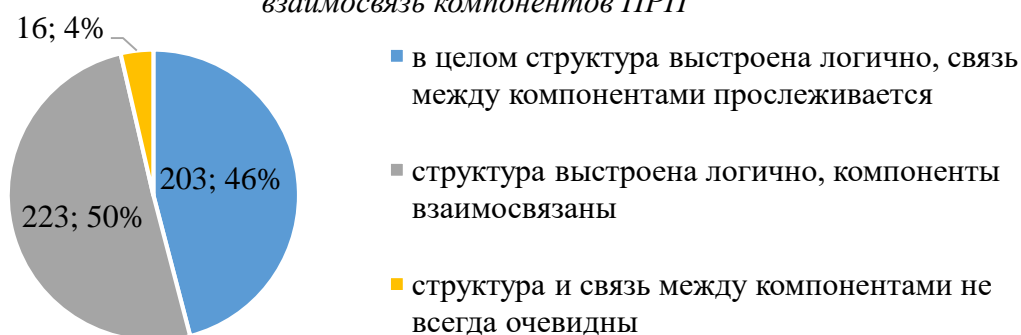 взаимосвязь компонентов ПРП
16; 4%
в целом структура выстроена логично, связь
между компонентами прослеживается
203; 46%
структура выстроена логично, компоненты
взаимосвязаны
223; 50%
структура и связь между компонентами не
всегда очевидны